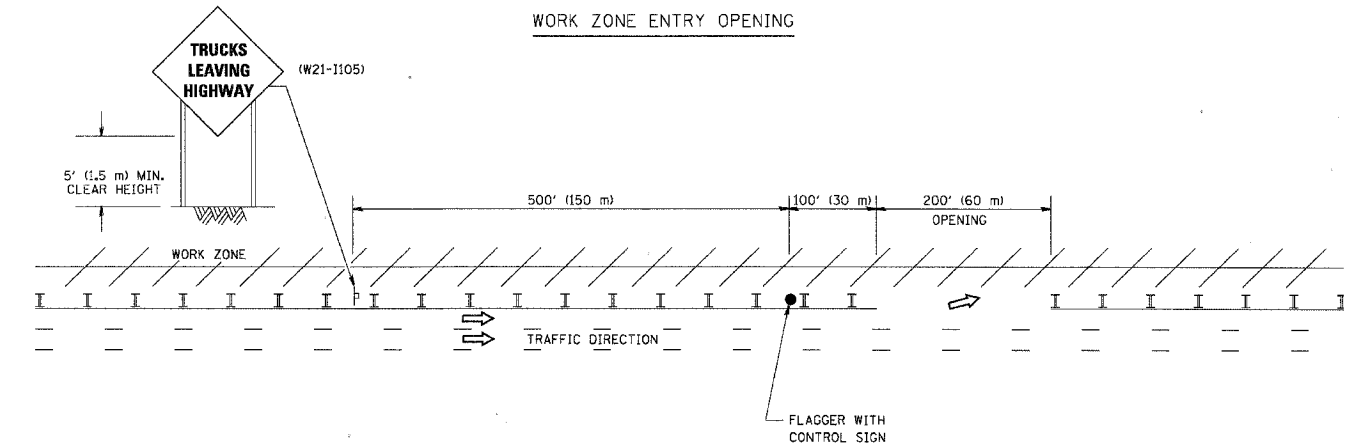 WORK ZONE ENTRY OPENING
TRUCKS
LEAVING
HIGHWAY
(W21-I105)
5' (1.5 m) MIN.
CLEAR HEIGHT
500' (150 m)
100' (30 m)
200' (60 m)
OPENING
WORK ZONE
TRAFFIC DIRECTION
FLAGGER WITH
CONTROL SIGN